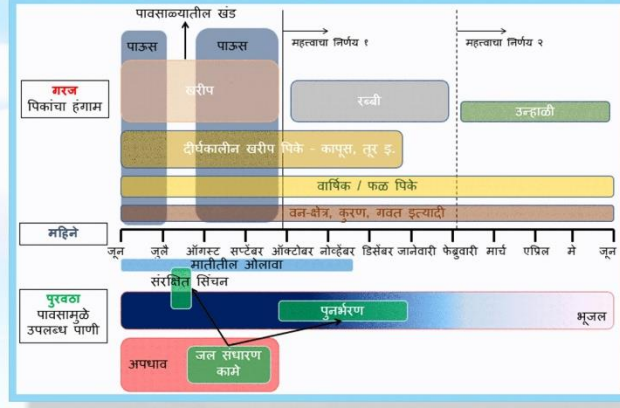 पावसाळ्यातील खंड
पाऊस
पाऊस
महत्त्वाचा निर्णय १
महत्त्वाचा निर्णय २
गरज
पिकांचा हंगाम
खरीप
रब्बी
उन्हाळी
दीर्घकालीन खरीप पिके - कापूस, तूर इ.
वार्षिक / फळ पिके
वन-क्षेत्र, कुरण, गवत इत्यादी
महिने
जून जुलै ऑगस्ट सप्टेंबर ऑक्टोबर नोव्हेंबर डिसेंबर जानेवारी फेब्रुवारी मार्च एप्रिल मे जून
मातीतील ओलावा
संरक्षित सिंचन
पुरवठा
पावसामुळे
उपलब्ध पाणी
पुनर्भरण
भूजल
अपधाव
जल संधारण
कामे